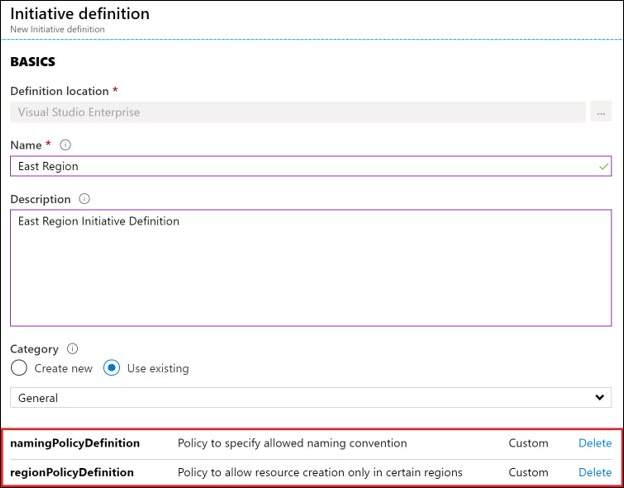 Initiative definition
New Initiative definition
BASICS
Definition location *
Visual Studio Enterprise
...
Name *
East Region
Description
East Region Initiative Definition
Category
Create new Use existing
General
namingPolicyDefinition Policy to specify allowed naming convention Custom Delete
regionPolicyDefinition Policy to allow resource creation only in certain regions Custom Delete